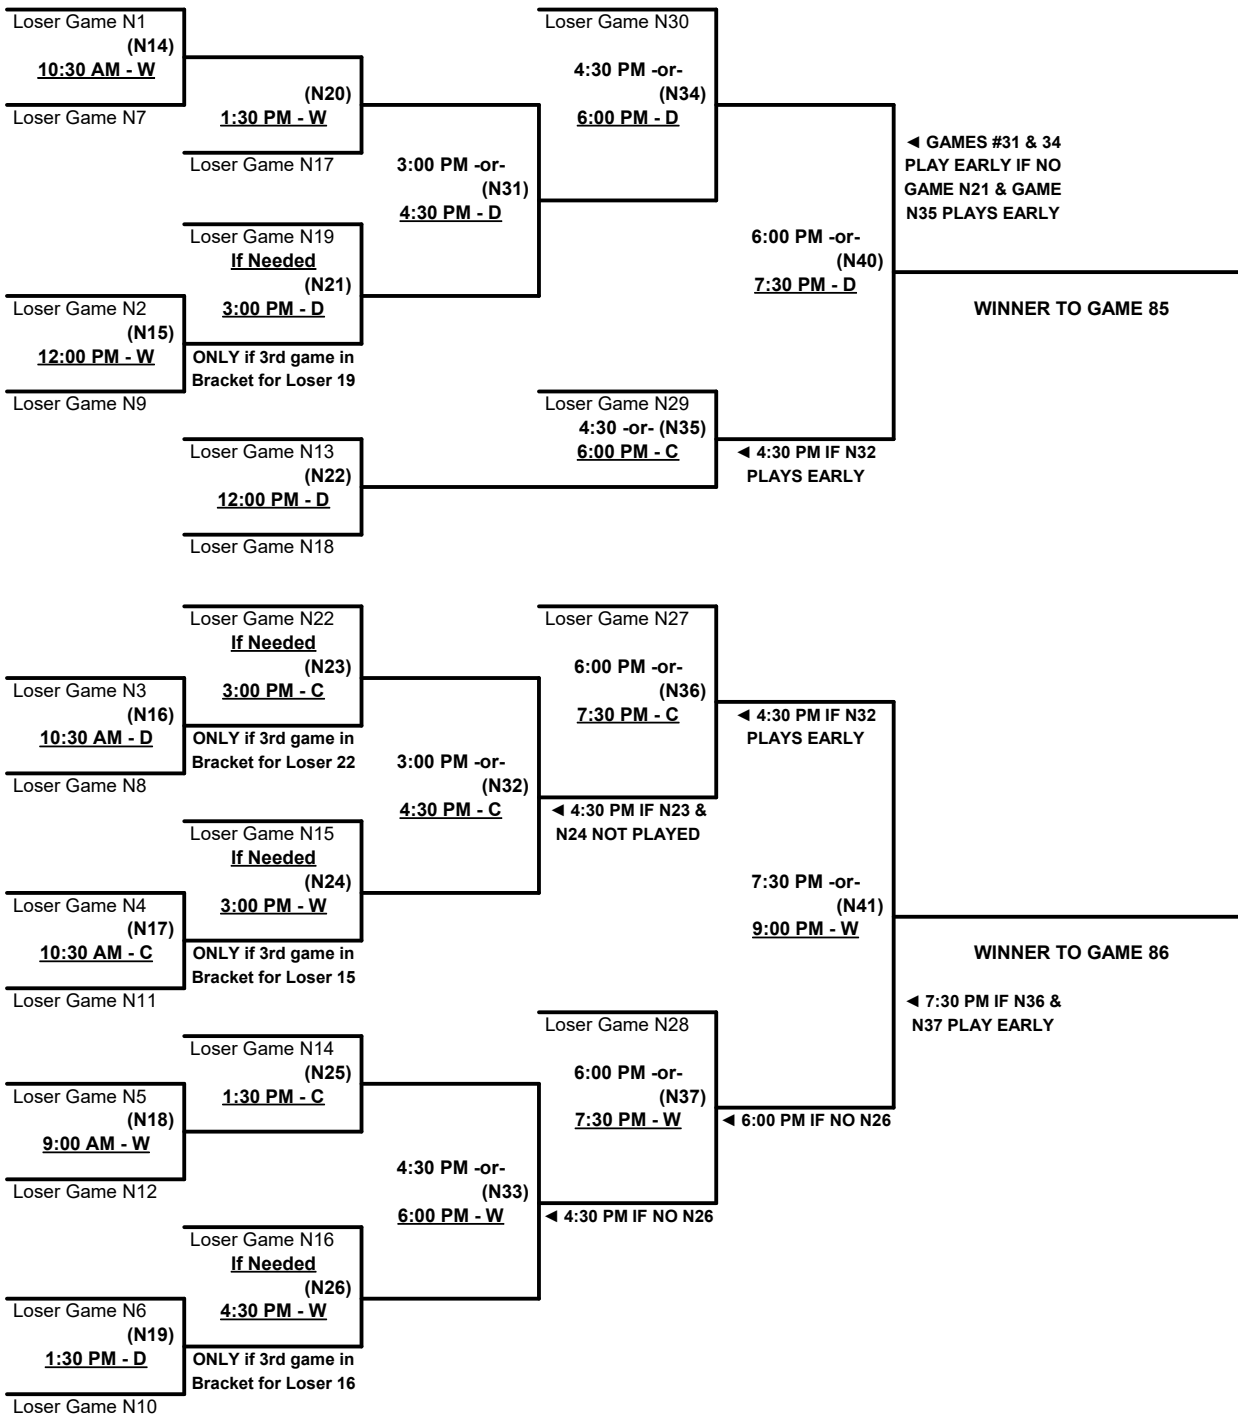 Loser Game N1
(N14)
10:30 AM - W
Loser Game N7
(N20)
1:30 PM - W
Loser Game N17
3:00 PM -or-
(N31)
4:30 PM - D
Loser Game N19
If Needed
(N21)
3:00 PM - D
Loser Game N2
(N15)
12:00 PM - W
ONLY if 3rd game in
Bracket for Loser 19
Loser Game N9
Loser Game N30
4:30 PM -or-
(N34)
6:00 PM - D
◄ GAMES #31 & 34
PLAY EARLY IF NO
GAME N21 & GAME
N35 PLAYS EARLY
6:00 PM -or-
(N40)
7:30 PM - D
WINNER TO GAME 85
Loser Game N29
4:30 -or- (N35)
6:00 PM - C
◄ 4:30 PM IF N32
PLAYS EARLY
Loser Game N13
(N22)
12:00 PM - D
Loser Game N18
Loser Game N22
If Needed
(N23)
3:00 PM - C
Loser Game N3
(N16)
10:30 AM - D
ONLY if 3rd game in
Bracket for Loser 22
Loser Game N8
3:00 PM -or-
(N32)
4:30 PM - C
Loser Game N27
6:00 PM -or-
(N36)
7:30 PM - C
◄ 4:30 PM IF N32
PLAYS EARLY
◄ 4:30 PM IF N23 &
N24 NOT PLAYED
Loser Game N15
If Needed
(N24)
3:00 PM - W
Loser Game N4
(N17)
10:30 AM - C
ONLY if 3rd game in
Bracket for Loser 15
Loser Game N11
7:30 PM -or-
(N41)
9:00 PM - W
WINNER TO GAME 86
◄ 7:30 PM IF N36 &
N37 PLAY EARLY
Loser Game N28
6:00 PM -or-
(N37)
7:30 PM - W
◄ 6:00 PM IF NO N26
Loser Game N14
(N25)
1:30 PM - C
Loser Game N5
(N18)
9:00 AM - W
Loser Game N12
4:30 PM -or-
(N33)
6:00 PM - W
◄ 4:30 PM IF NO N26
Loser Game N16
If Needed
(N26)
4:30 PM - W
Loser Game N6
(N19)
1:30 PM - D
ONLY if 3rd game in
Bracket for Loser 16
Loser Game N10